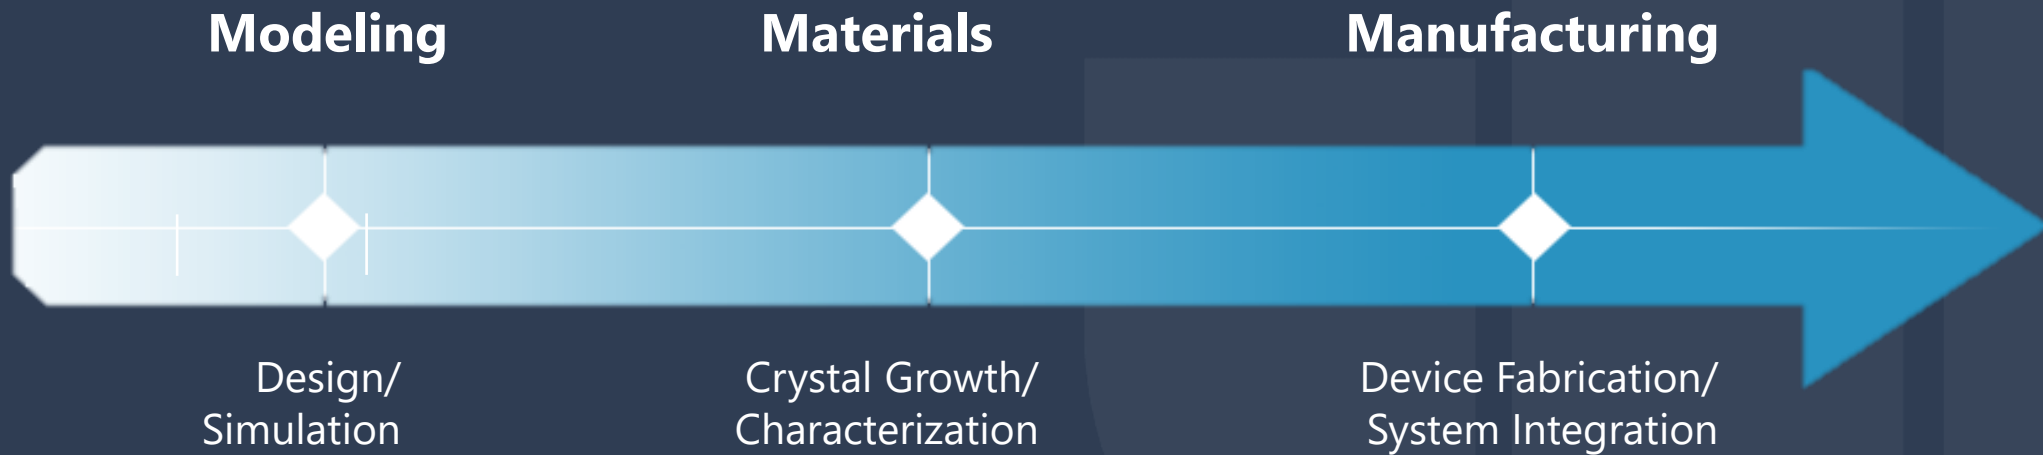 Modeling
Materials
Manufacturing
Design/
Simulation
Crystal Growth/
Characterization
Device Fabrication/
System Integration